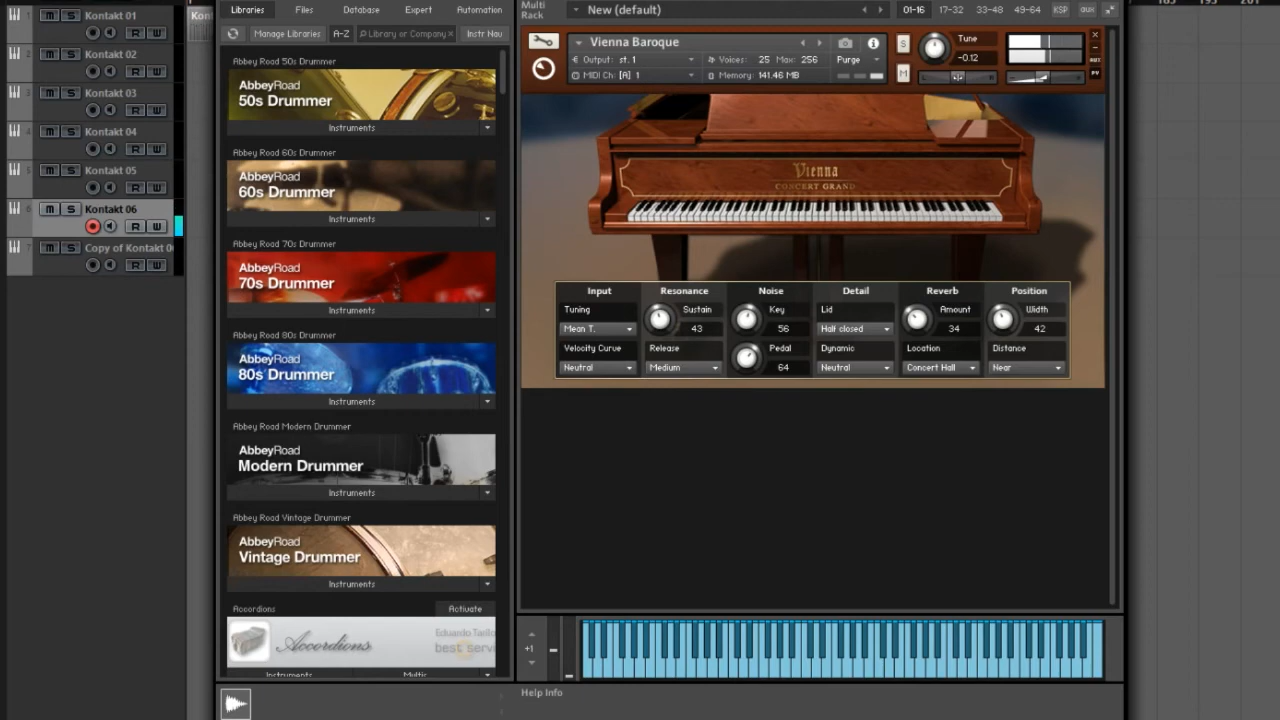 Kontakt 01
R W
Kontakt 02
R W
Kontakt 03
R W
Kontakt 04
R W
Kontakt 05
R W
Kontakt 06
R W
Copy of Kontakt
R W
Libraries Files Database Expert Automation
Manage Libraries A-Z Library or Company × Instr Nav
Abbey Road 50s Drummer
AbbeyRoad
50s Drummer
Instruments
Abbey Road 60s Drummer
AbbeyRoad
60s Drummer
Instruments
Abbey Road 70s Drummer
AbbeyRoad
70s Drummer
Instruments
Abbey Road 80s Drummer
AbbeyRoad
80s Drummer
Instruments
Abbey Road Modern Drummer
AbbeyRoad
Modern Drummer
Instruments
Abbey Road Vintage Drummer
AbbeyRoad
Vintage Drummer
Instruments
Accordions Activate
Accordions
Eduardo Tarilo
best servi
Instruments Multis
Multi
Rack
New (default) 01-16 17-32 33-48 49-64 KSP aux
Vienna Baroque
Output: st. 1 Voices: 25 Max: 256 Purge
MIDI Ch: [A] 1 Memory: 141.46 MB
S
M
Tune
-0.12
aux
PV
Vienna
CONCERT GRAND
Input Resonance Noise Detail Reverb Position
Tuning Sustain Key Lid Amount Width
Mean T. 43 56 Half closed 34 42
Velocity Curve Release Pedal Dynamic Location Distance
Neutral Medium 64 Neutral Concert Hall Near
+1
Help Info